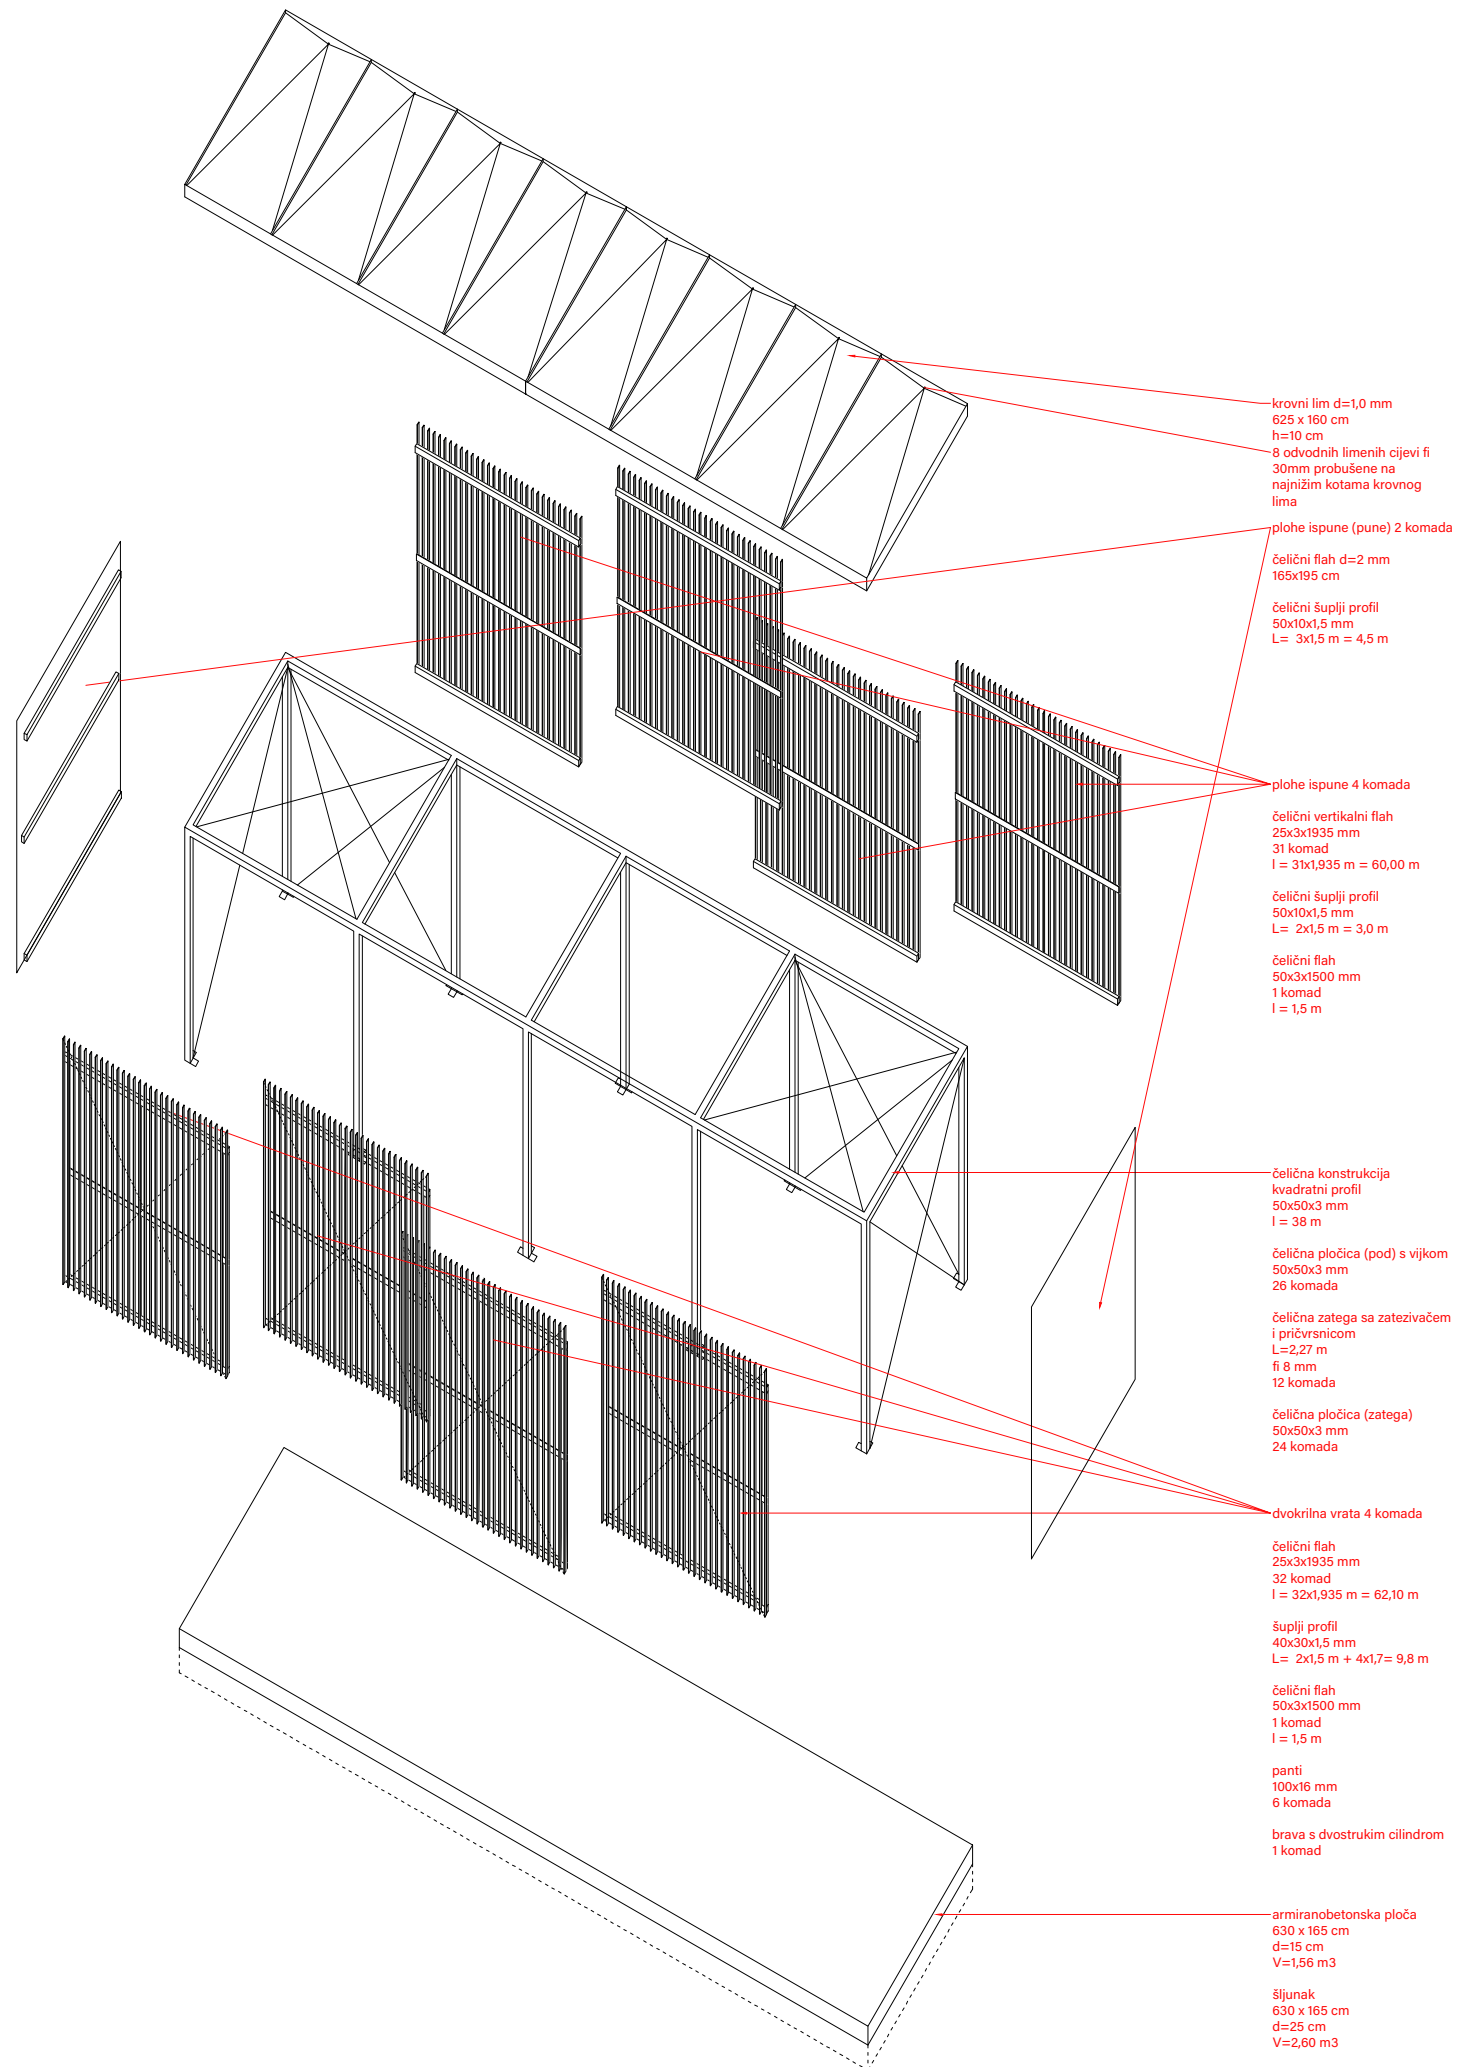 krovni lim d=1,0 mm
625 x 160 cm
h=10 cm
8 odvodnih limenih cijevi fi
30mm probušene na
najnižim kotama krovnog
lima
plohe ispune (pune) 2 komada
čelični flah d=2 mm
165x195 cm
čelični šuplji profil
50x10x1,5 mm
L=  3x1,5 m = 4,5 m
plohe ispune 4 komada
čelični vertikalni flah
25x3x1935 mm
31 komad
l = 31x1,935 m = 60,00 m
čelični šuplji profil
50x10x1,5 mm
L=  2x1,5 m = 3,0 m
čelični flah
50x3x1500 mm
1 komad
l = 1,5 m
čelična konstrukcija
kvadratni profil
50x50x3 mm
l = 38 m
čelična pločica (pod) s vijkom
50x50x3 mm
26 komada
čelična zatega sa zatezivačem
i pričvrsnicom
L=2,27 m
fi 8 mm
12 komada
čelična pločica (zatega)
50x50x3 mm
24 komada
dvokrilna vrata 4 komada
čelični flah
25x3x1935 mm
32 komad
l = 32x1,935 m = 62,10 m
šuplji profil
40x30x1,5 mm
L=  2x1,5 m + 4x1,7= 9,8 m
čelični flah
50x3x1500 mm
1 komad
l = 1,5 m
panti
100x16 mm
6 komada
brava s dvostrukim cilindrom
1 komad
armiranobetonska ploča
630 x 165 cm
d=15 cm
V=1,56 m3
šljunak
630 x 165 cm
d=25 cm
V=2,60 m3